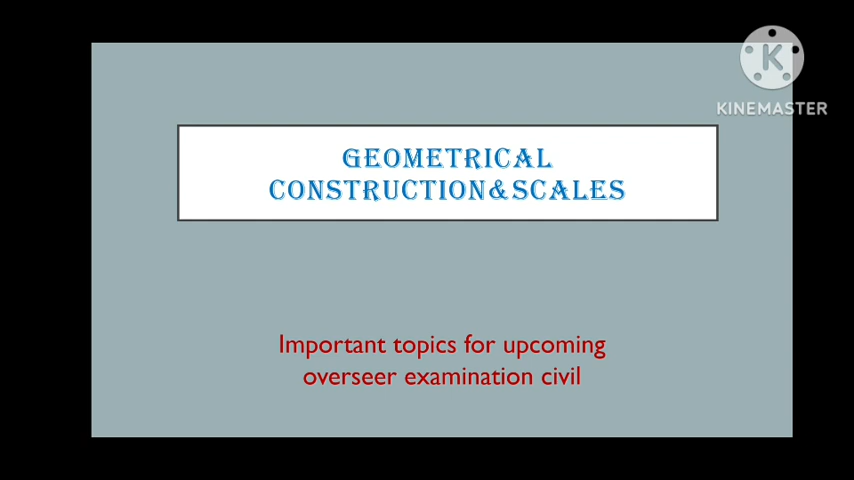 K
KINEMASTER
GEOMETRICAL
CONSTRUCTION&SCALES
Important topics for upcoming
overseer examination civil